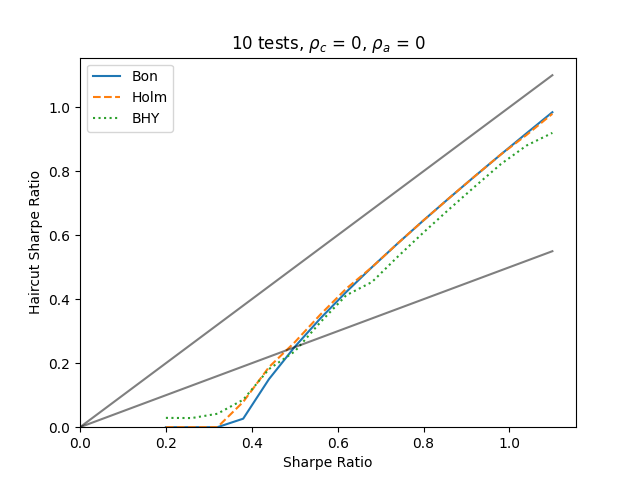 10 tests, ρc = 0, ρa = 0
Bon
Holm
BHY
Haircut Sharpe Ratio
1.0
0.8
0.6
0.4
0.2
0.0
0.0 0.2 0.4 0.6 0.8 1.0
Sharpe Ratio